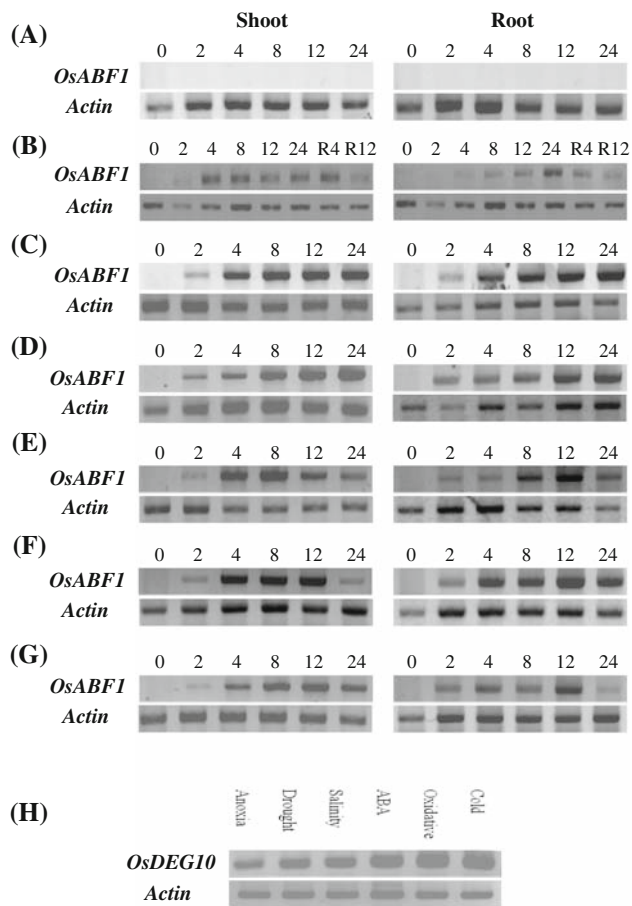 Shoot Root
(A)
0 2 4 8 12 24 0 2 4 8 12 24
OsABF1
Actin
(B)
0 2 4 8 12 24 R4 R12 0 2 4 8 12 24 R4 R12
OsABF1
Actin
(C)
0 2 4 8 12 24 0 2 4 8 12 24
OsABF1
Actin
(D)
0 2 4 8 12 24 0 2 4 8 12 24
OsABF1
Actin
(E)
0 2 4 8 12 24 0 2 4 8 12 24
OsABF1
Actin
(F)
0 2 4 8 12 24 0 2 4 8 12 24
OsABF1
Actin
(G)
0 2 4 8 12 24 0 2 4 8 12 24
OsABF1
Actin
(H)
Anoxia Drought Salinity ABA Oxidative Cold
OsDEG10
Actin